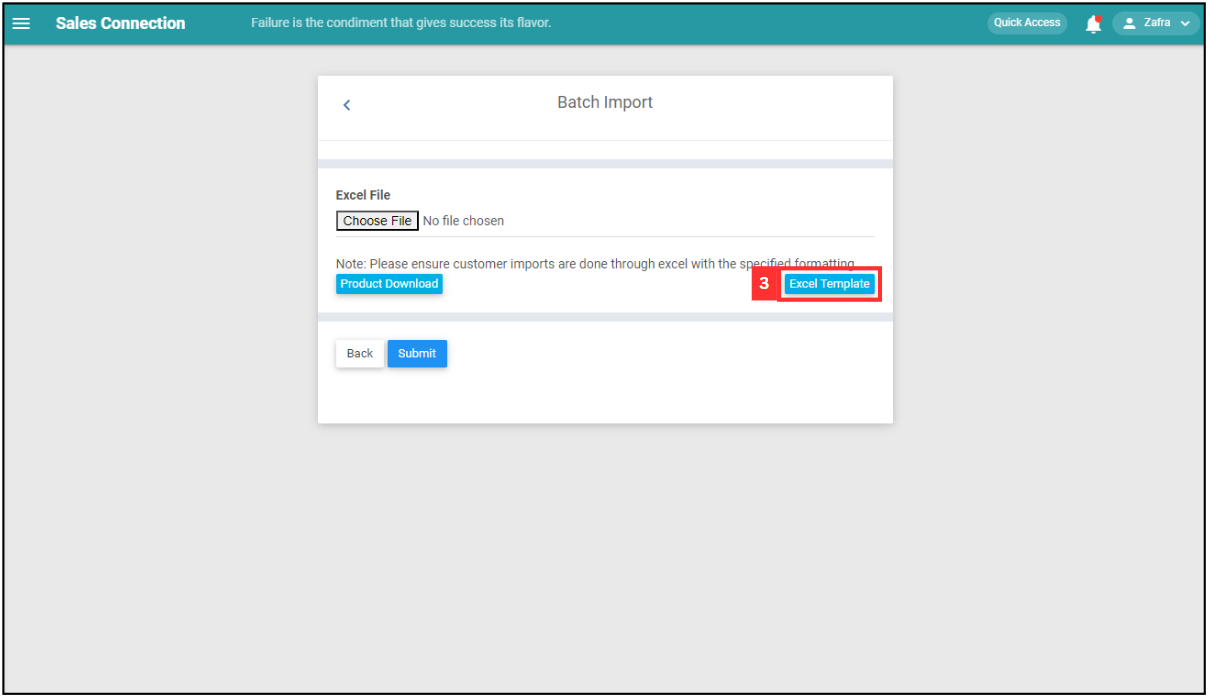 Sales Connection
Failure is the condiment that gives success its flavor.
Quick Access
Zafra
Batch Import
Excel File
Choose File No file chosen
Note: Please ensure customer imports are done through excel with the specified formatting
Product Download
3
Excel Template
Back
Submit